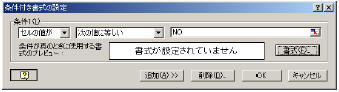 条件付き書式の設定
条件1(1)
セルの値が 次の値に等しい NO
条件が真のときに使用する書式のプレビュー:
書式が設定されていません
書式(F)...
追加(A) >> 削除(D)... OK キャンセル